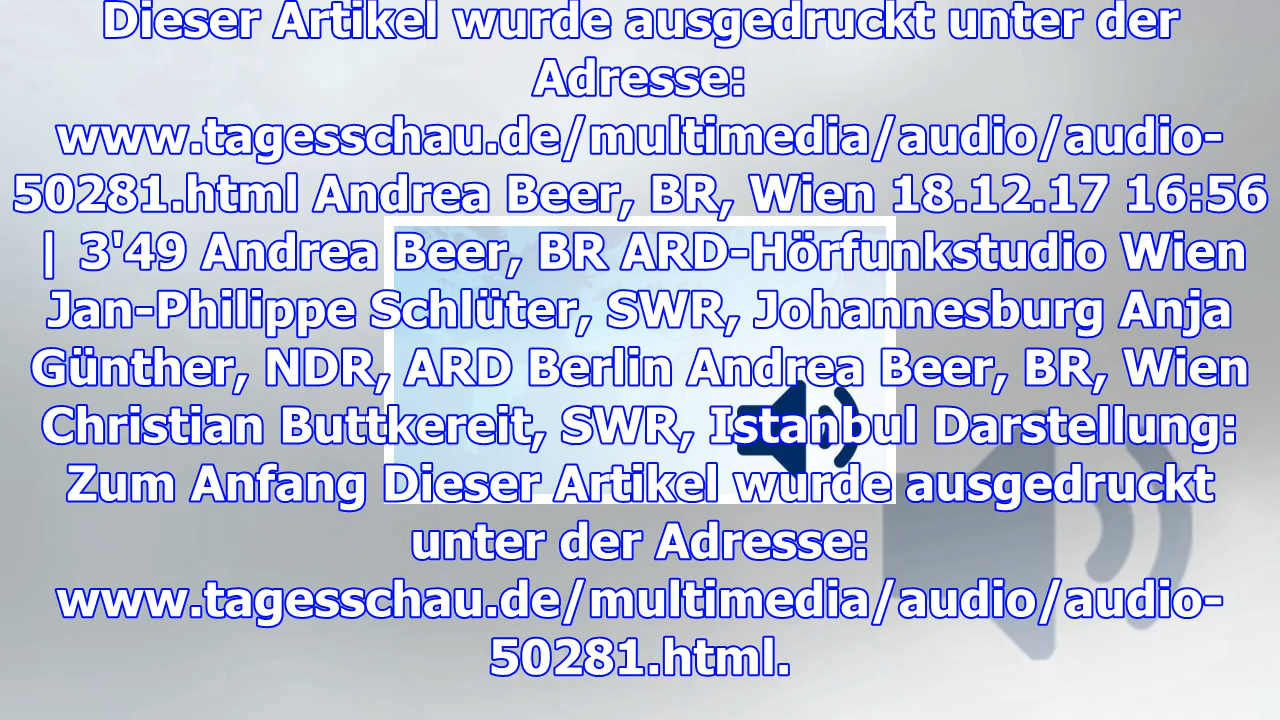 Dieser Artikel wurde ausgedruckt unter der
Adresse:
www.tagesschau.de/multimedia/audio/audio-
50281.html Andrea Beer, BR, Wien 18.12.17 16:56
| 3'49 Andrea Beer, BR ARD-Hörfunkstudio Wien
Jan-Philippe Schlüter, SWR, Johannesburg Anja
Günther, NDR, ARD Berlin Andrea Beer, BR, Wien
Christian Buttkereit, SWR, Istanbul Darstellung:
Zum Anfang Dieser Artikel wurde ausgedruckt
unter der Adresse:
www.tagesschau.de/multimedia/audio/audio-
50281.html.